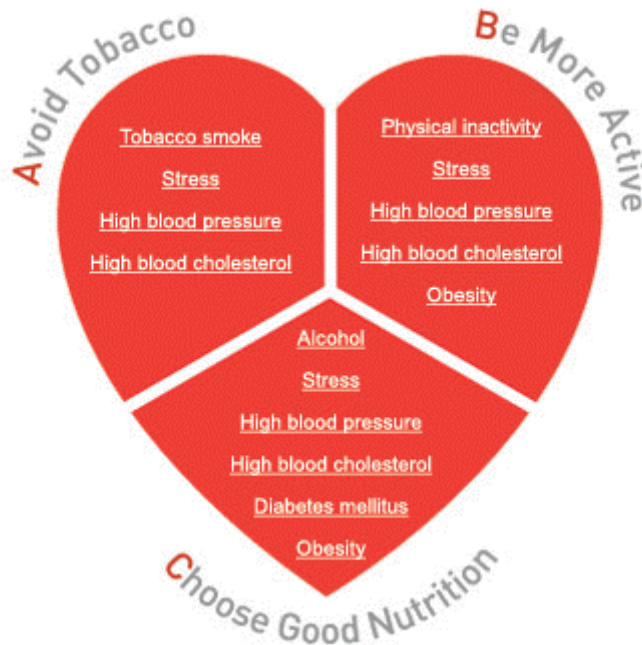 Avoid Tobacco
Tobacco smoke
Stress
High blood pressure
High blood cholesterol
Be More Active
Physical inactivity
Stress
High blood pressure
High blood cholesterol
Obesity
Alcohol
Stress
High blood pressure
High blood cholesterol
Diabetes mellitus
Obesity
Choose Good Nutrition